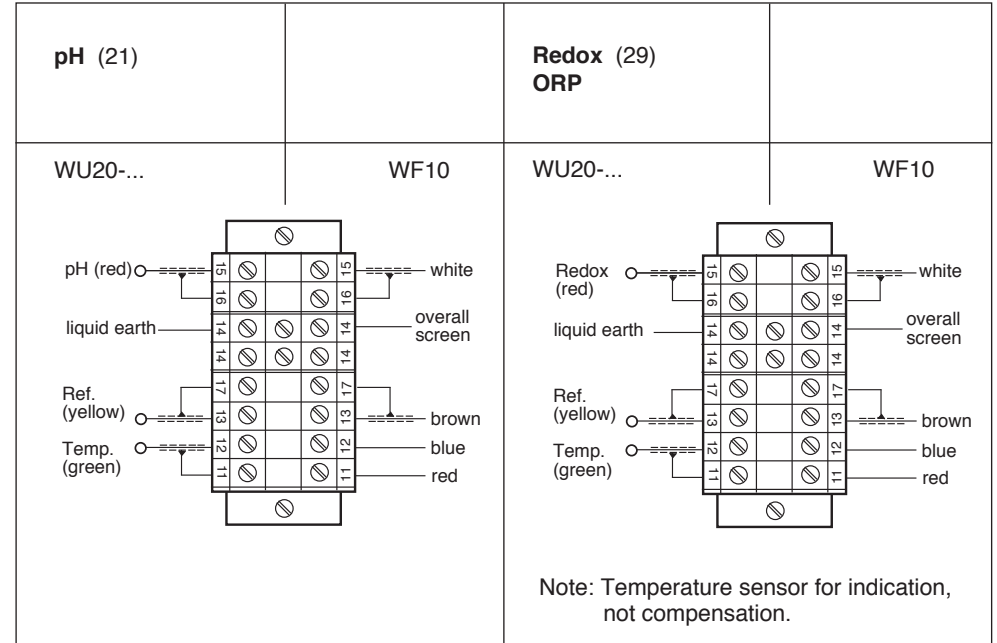 pH (21)
WU20-...
WF10
pH (red)
15
15
white
16
16
liquid earth
14
14
overall
screen
14
14
Ref.
(yellow)
17
17
13
13
brown
Temp.
(green)
12
12
blue
11
11
red
Redox (29)
ORP
WU20-...
WF10
Redox
(red)
15
15
white
16
16
liquid earth
14
14
overall
screen
14
14
Ref.
(yellow)
17
17
13
13
brown
Temp.
(green)
12
12
blue
11
11
red
Note: Temperature sensor for indication,
not compensation.